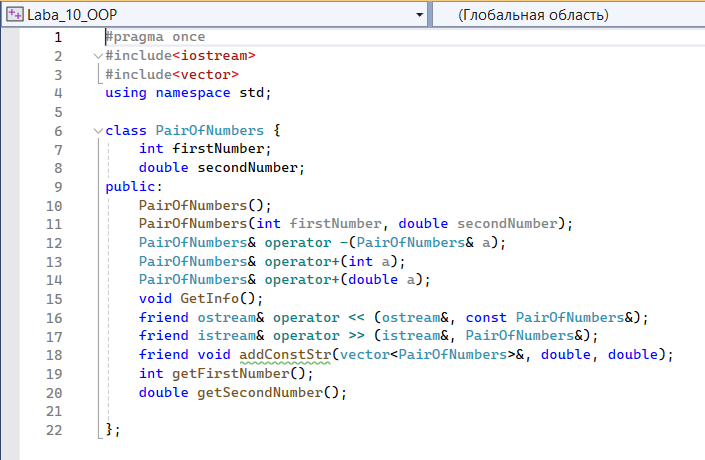 Laba_10_OOP (Глобальная область)
1 #pragma once
2 #include<iostream>
3 #include<vector>
4 using namespace std;
5
6 class PairOfNumbers {
7 int firstNumber;
8 double secondNumber;
9 public:
10 PairOfNumbers();
11 PairOfNumbers(int firstNumber, double secondNumber);
12 PairOfNumbers& operator -(PairOfNumbers& a);
13 PairOfNumbers& operator+(int a);
14 PairOfNumbers& operator+(double a);
15 void GetInfo();
16 friend ostream& operator << (ostream&, const PairOfNumbers&);
17 friend istream& operator >> (istream&, PairOfNumbers&);
18 friend void addConstStr(vector<PairOfNumbers>&, double, double);
19 int getFirstNumber();
20 double getSecondNumber();
21
22 };